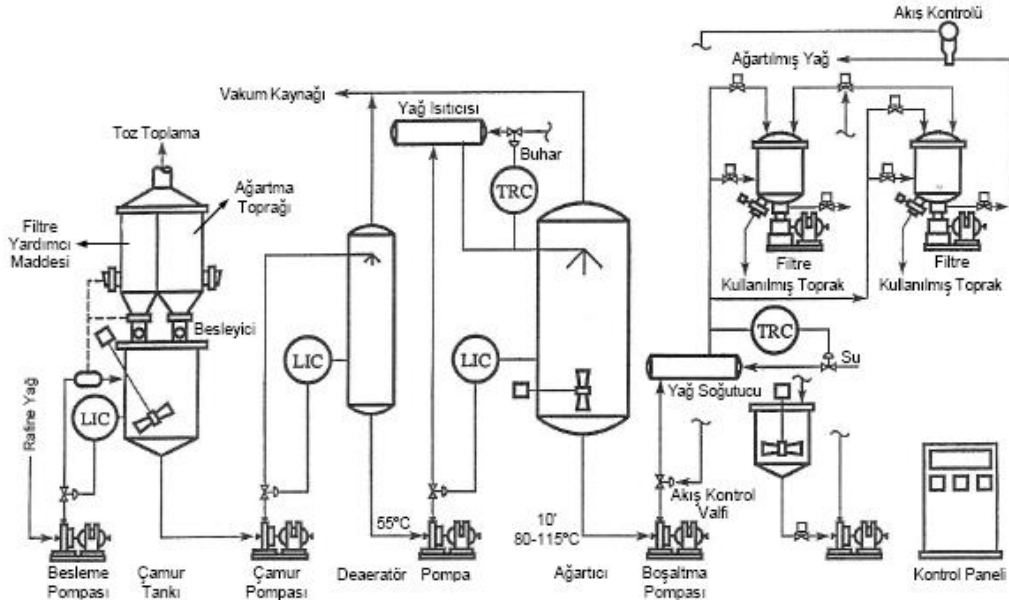 Akış Kontrolü
Ağartılmış Yağ
Vakum Kaynağı
Yağ Isıtıcısı
Toz Toplama
Buhar
Ağartma
Toprağı
TRC
Filtre
Yardımcı
Maddesi
Filtre
Filtre
Kullanılmış Toprak
Kullanılmış Toprak
Besleyici
TRC
LIC
LIC
Su
Yağ Soğutucu
LIC
Rafine Yağ
Akış Kontrol
Valfi
55°C
10'
80-115°C
Besleme
Pompası
Çamur
Tankı
Çamur
Pompası
Deaeratör
Pompa
Ağartıcı
Boşaltma
Pompası
Kontrol Paneli